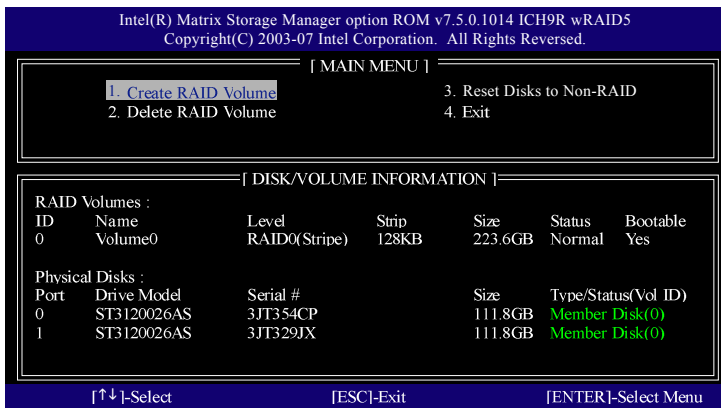 Intel(R) Matrix Storage Manager option ROM v7.5.0.1014 ICH9R wRAID5
Copyright(C) 2003-07 Intel Corporation. All Rights Reversed.
[ MAIN MENU ]
1. Create RAID Volume 3. Reset Disks to Non-RAID
2. Delete RAID Volume 4. Exit
[ DISK/VOLUME INFORMATION ]
RAID Volumes :
ID Name Level Strip Size Status Bootable
0 Volume0 RAID0(Stripe) 128KB 223.6GB Normal Yes
Physical Disks :
Port Drive Model Serial # Size Type/Status(Vol ID)
0 ST3120026AS 3JT354CP 111.8GB Member Disk(0)
1 ST3120026AS 3JT329JX 111.8GB Member Disk(0)
[↑↓]-Select [ESC]-Exit [ENTER]-Select Menu